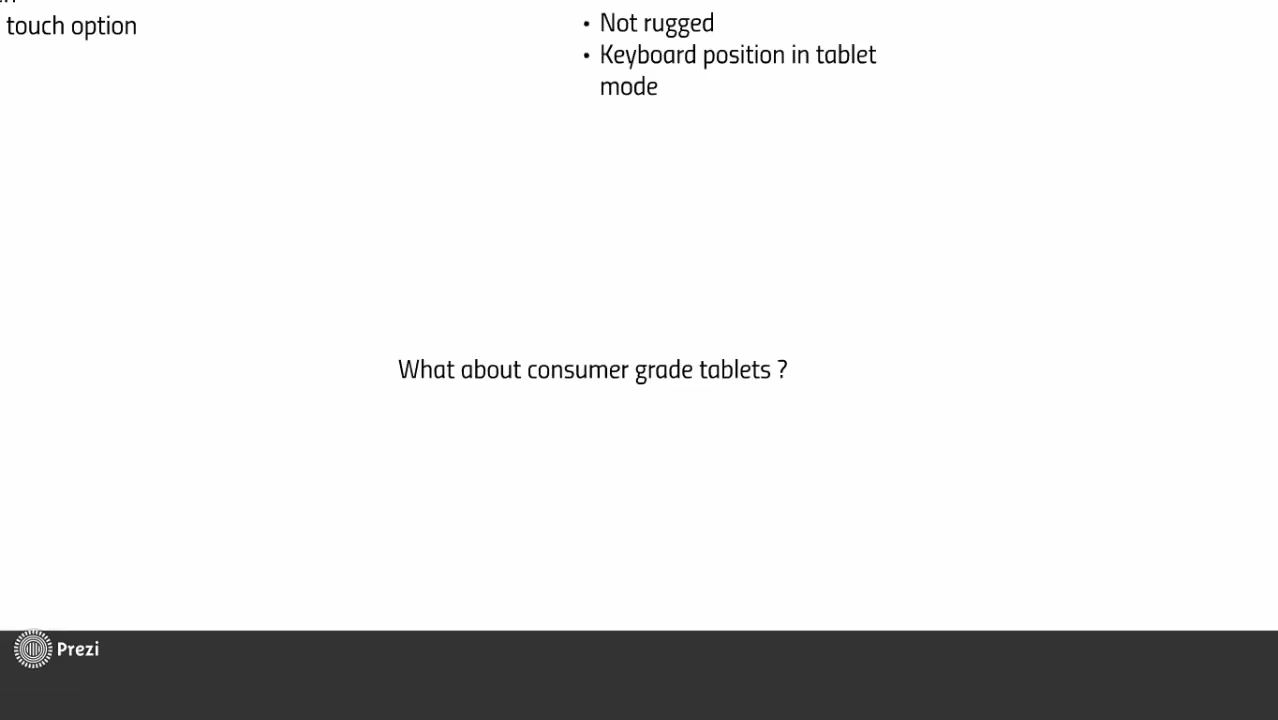 touch option
• Not rugged
• Keyboard position in tablet
mode
What about consumer grade tablets ?
Prezi